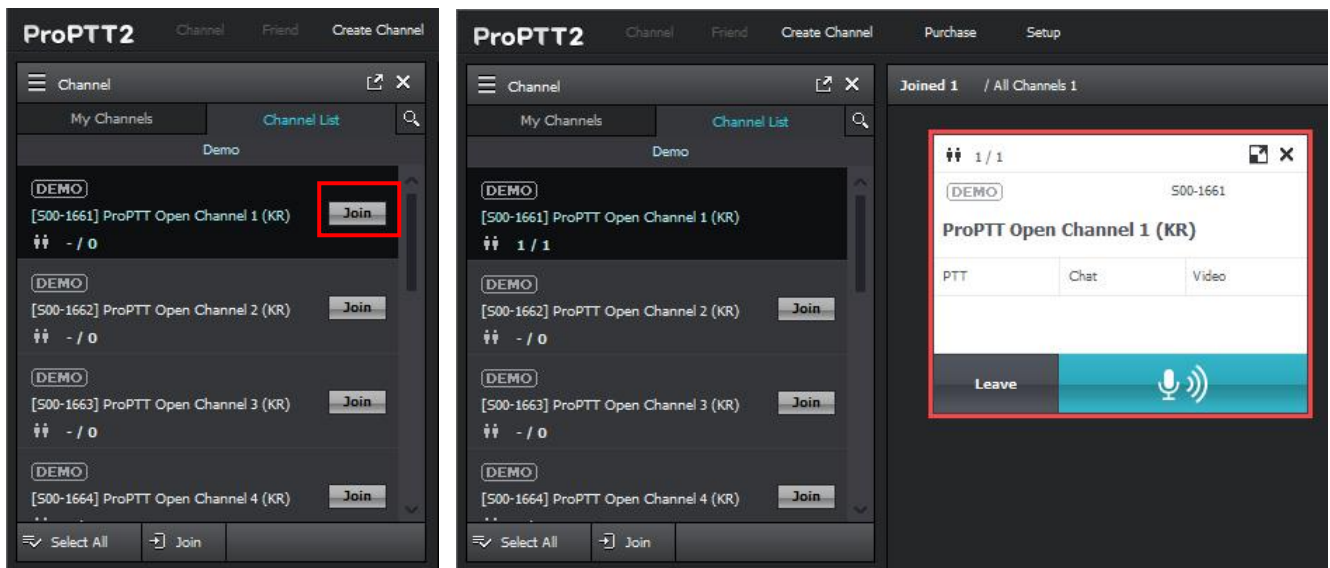 ProPTT2 Channel Friend Create Channel
Channel
My Channels Channel List
Demo
DEMO
[S00-1661] ProPTT Open Channel 1 (KR) Join
- / 0
DEMO
[S00-1662] ProPTT Open Channel 2 (KR) Join
- / 0
DEMO
[S00-1663] ProPTT Open Channel 3 (KR) Join
- / 0
DEMO
[S00-1664] ProPTT Open Channel 4 (KR) Join
Select All Join
ProPTT2 Channel Friend Create Channel Purchase Setup
Channel
My Channels Channel List
Demo
DEMO
[S00-1661] ProPTT Open Channel 1 (KR)
1 / 1
DEMO
[S00-1662] ProPTT Open Channel 2 (KR) Join
- / 0
DEMO
[S00-1663] ProPTT Open Channel 3 (KR) Join
- / 0
DEMO
[S00-1664] ProPTT Open Channel 4 (KR) Join
Select All Join
Joined 1 / All Channels 1
1 / 1
DEMO S00-1661
ProPTT Open Channel 1 (KR)
PTT Chat Video
Leave